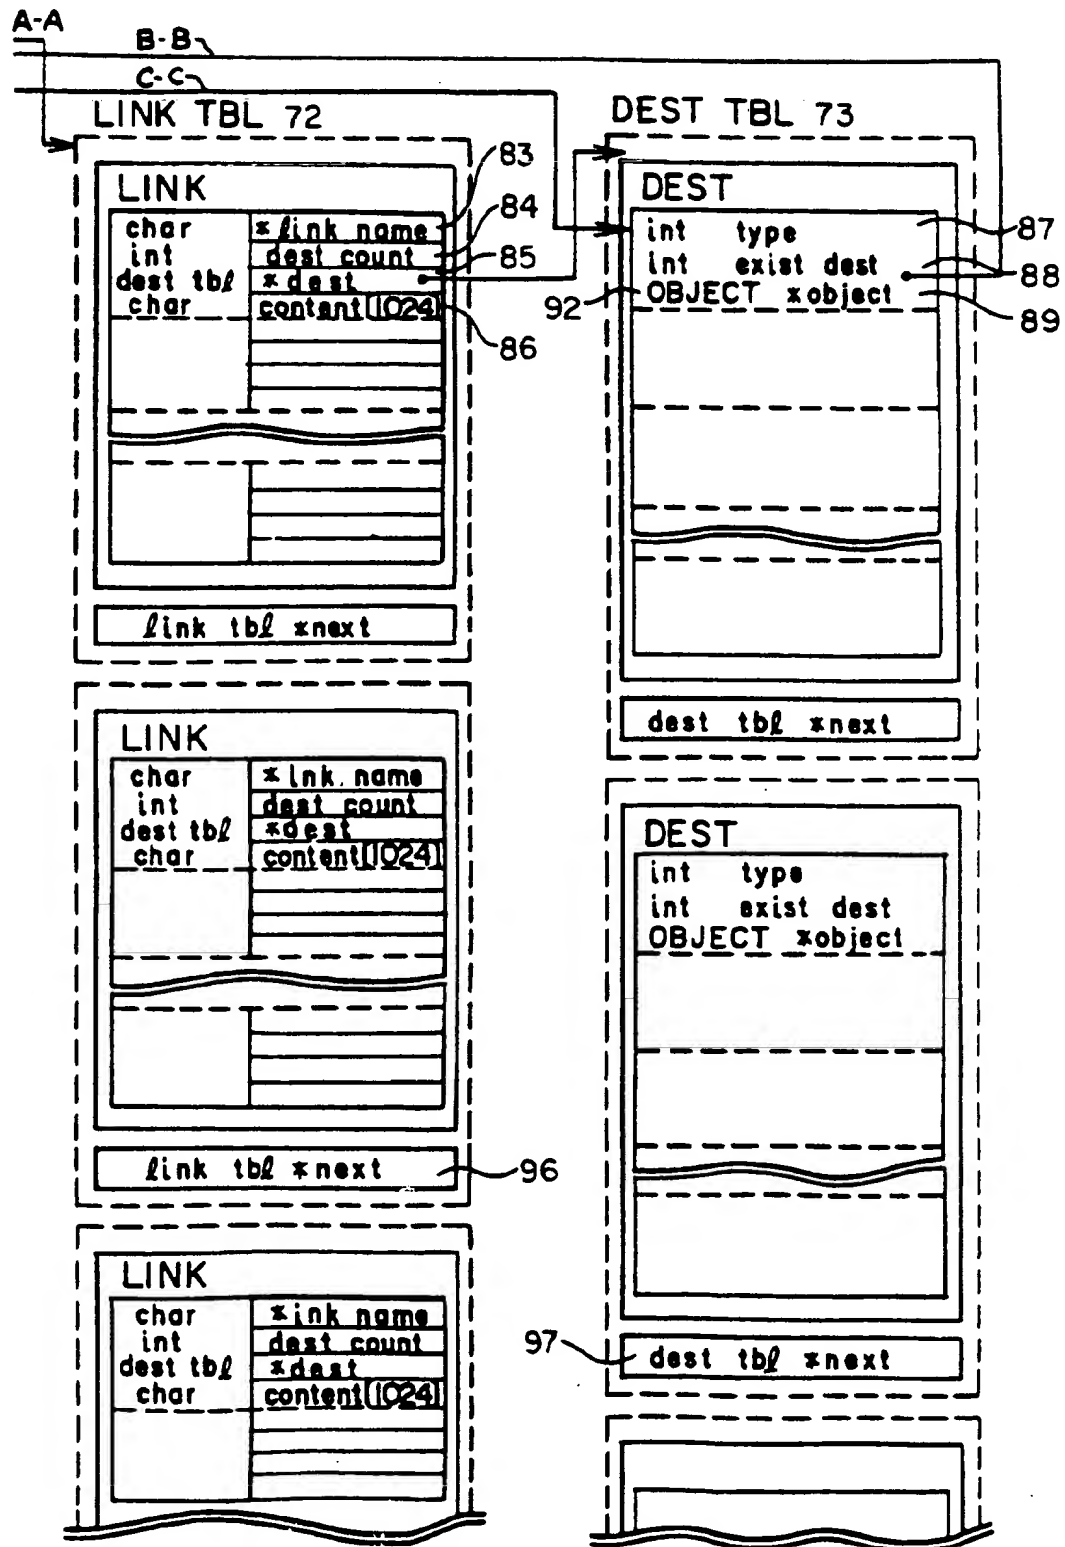 A-A
B-B
C-C
LINK TBL 72
LINK
char *link name 83
int dest count 84
dest tbl *dest 85
char content[1024] 86
link tbl *next
LINK
char *lnk. name
int dest count
dest tbl *dest
char content[1024]
link tbl *next 96
LINK
char *ink name
int dest count
dest tbl *dest
char content[1024]
DEST TBL 73
DEST
int type 87
int exist dest 88
92 OBJECT *object 89
dest tbl *next
DEST
int type
int exist dest
OBJECT *object
97 dest tbl *next